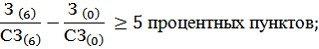 З (6) / СЗ(6) − З (0) / СЗ(0) ≥ 5 процентных пунктов;